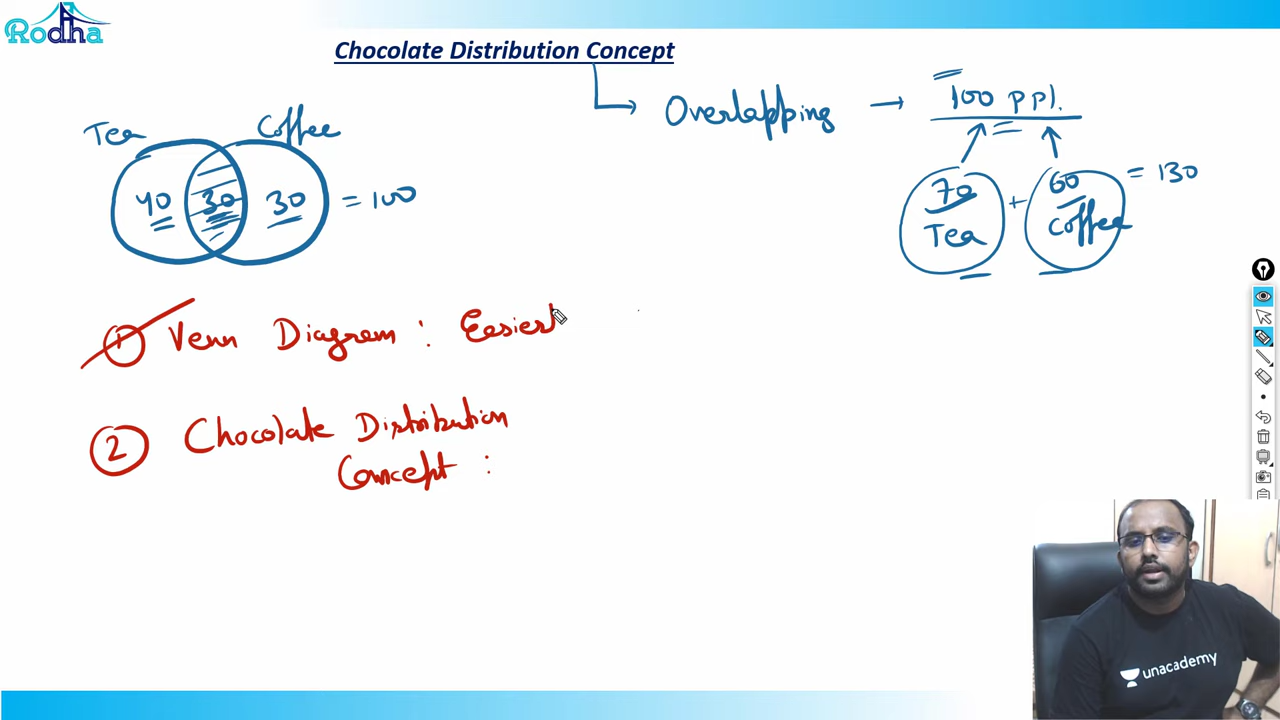 Rodha
Chocolate Distribution Concept
Overlapping → 100 ppl.
70 Tea + 60 Coffee = 130
Tea Coffee
40 30 30 = 100
1 Venn Diagram : Easier
2 Chocolate Distribution
Concept :
unacademy